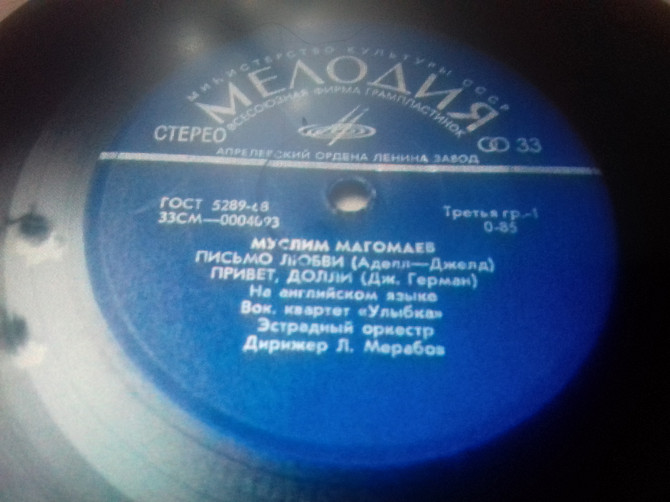 МИНИСТЕРСТВО КУЛЬТУРЫ СССР
МЕЛОДИЯ
ВСЕСОЮЗНАЯ ФИРМА ГРАМПЛАСТИНОК
СТЕРЕО
33
АПРЕЛЕВСКИЙ ОРДЕНА ЛЕНИНА ЗАВОД
ГОСТ 5289-68
33СМ—0004093
Третья гр.-1
0-85
МУСЛИМ МАГОМАЕВ
ПИСЬМО ЛЮБВИ (Аделл—Джелд)
ПРИВЕТ, ДОЛЛИ (Дж. Герман)
На английском языке
Вок. квартет «Улыбка»
Эстрадный оркестр
Дирижер Л. Мерабов